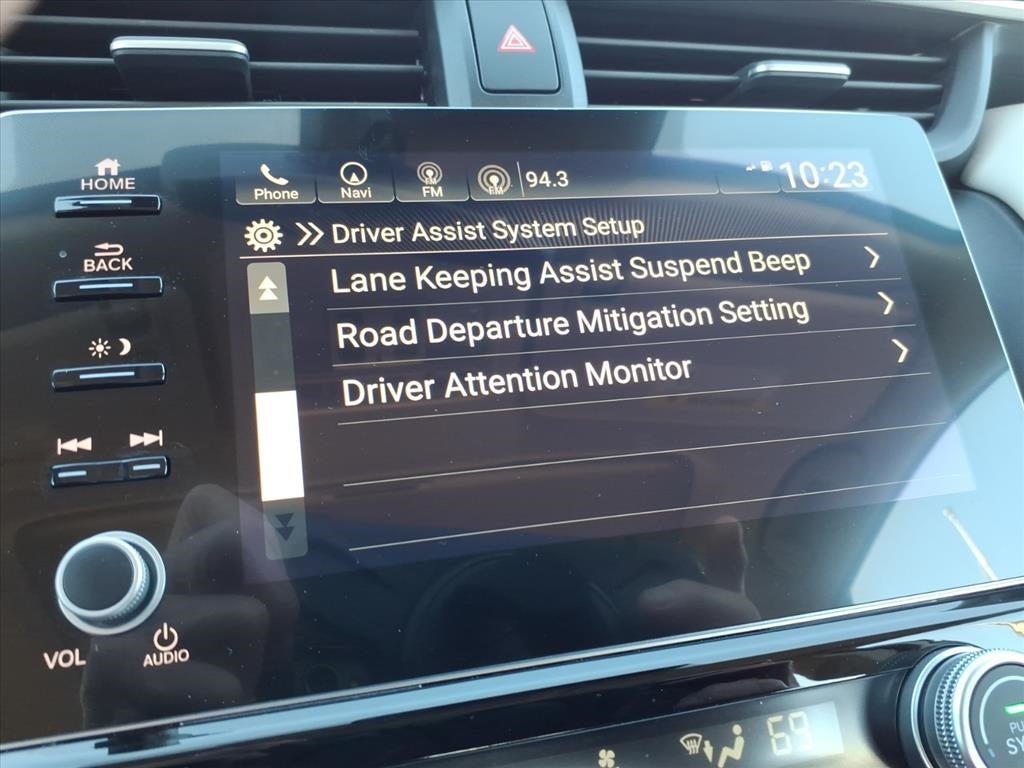 HOME
BACK
VOL
AUDIO
Phone
Navi
FM
FM
94.3
10:23
Driver Assist System Setup
Lane Keeping Assist Suspend Beep
Road Departure Mitigation Setting
Driver Attention Monitor
69